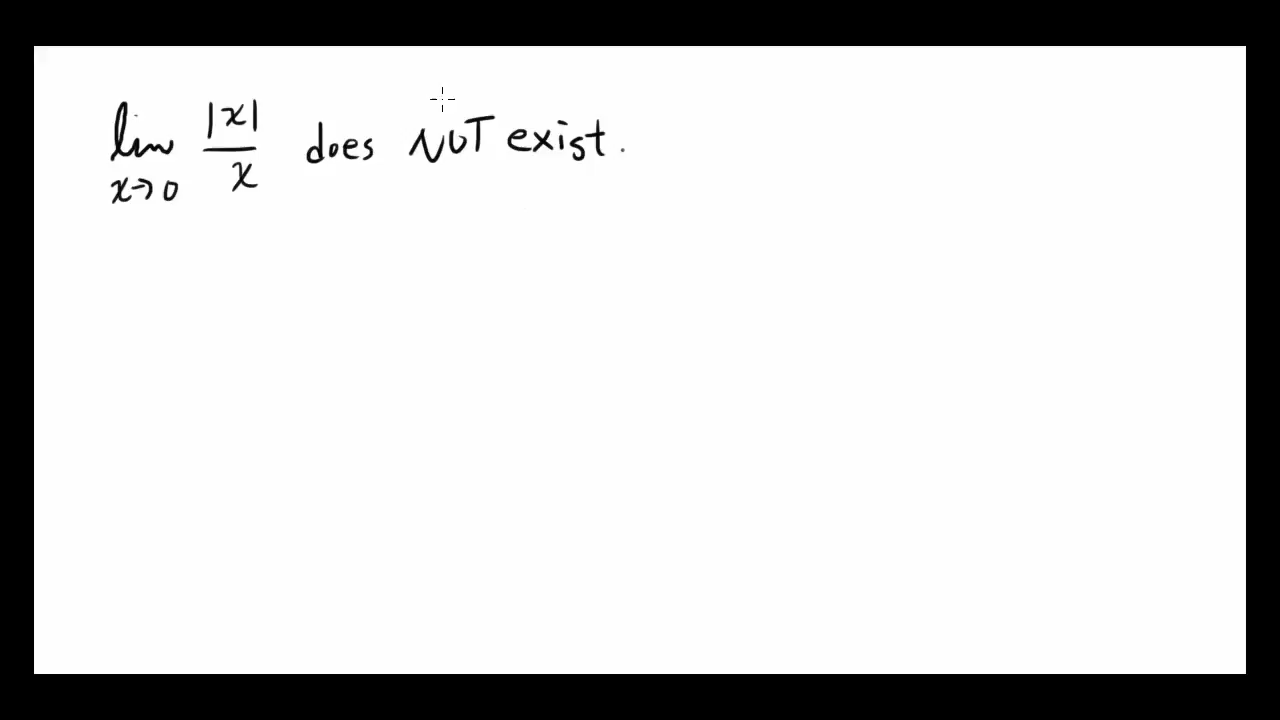 lim x→0 |x|/x does NOT exist.